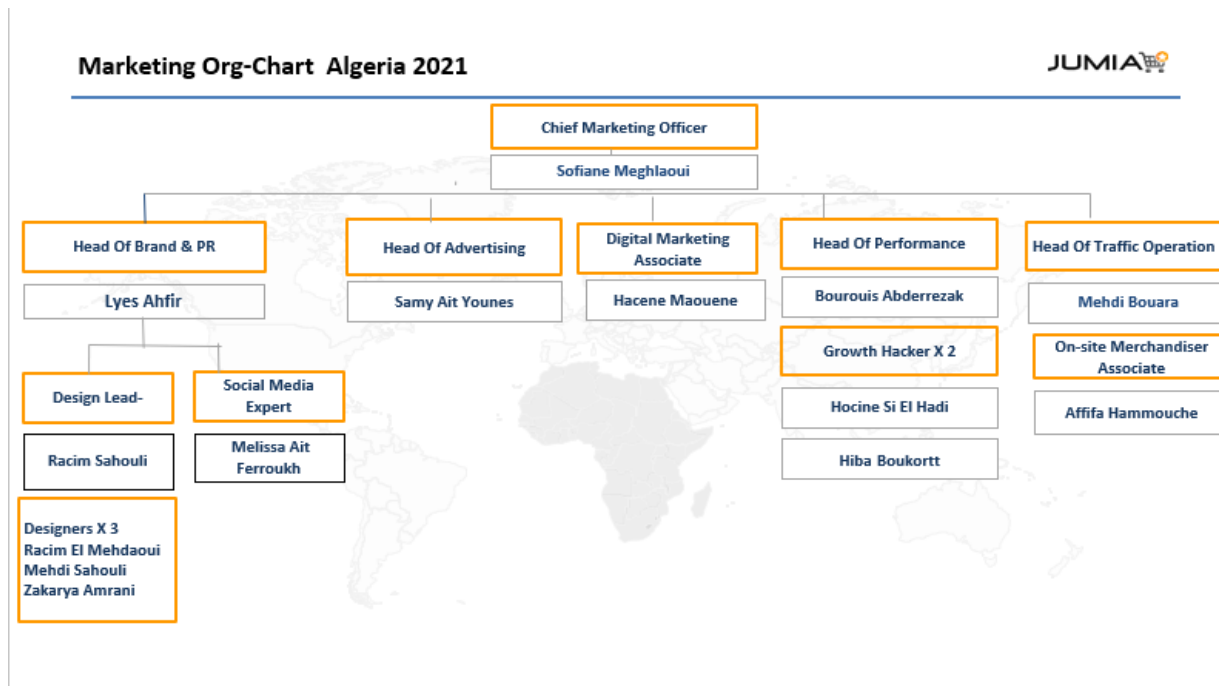 Marketing Org-Chart Algeria 2021
JUMIA
Chief Marketing Officer
Sofiane Meghlaoui
Head Of Brand & PR
Lyes Ahfir
Head Of Advertising
Samy Ait Younes
Digital Marketing
Associate
Hacene Maouene
Head Of Performance
Bourouis Abderrezak
Growth Hacker X 2
Hocine Si El Hadi
Hiba Boukortt
Head Of Traffic Operation
Mehdi Bouara
On-site Merchandiser
Associate
Affifa Hammouche
Design Lead-
Racim Sahouli
Social Media
Expert
Melissa Ait
Ferroukh
Designers X 3
Racim El Mehdaoui
Mehdi Sahouli
Zakarya Amrani